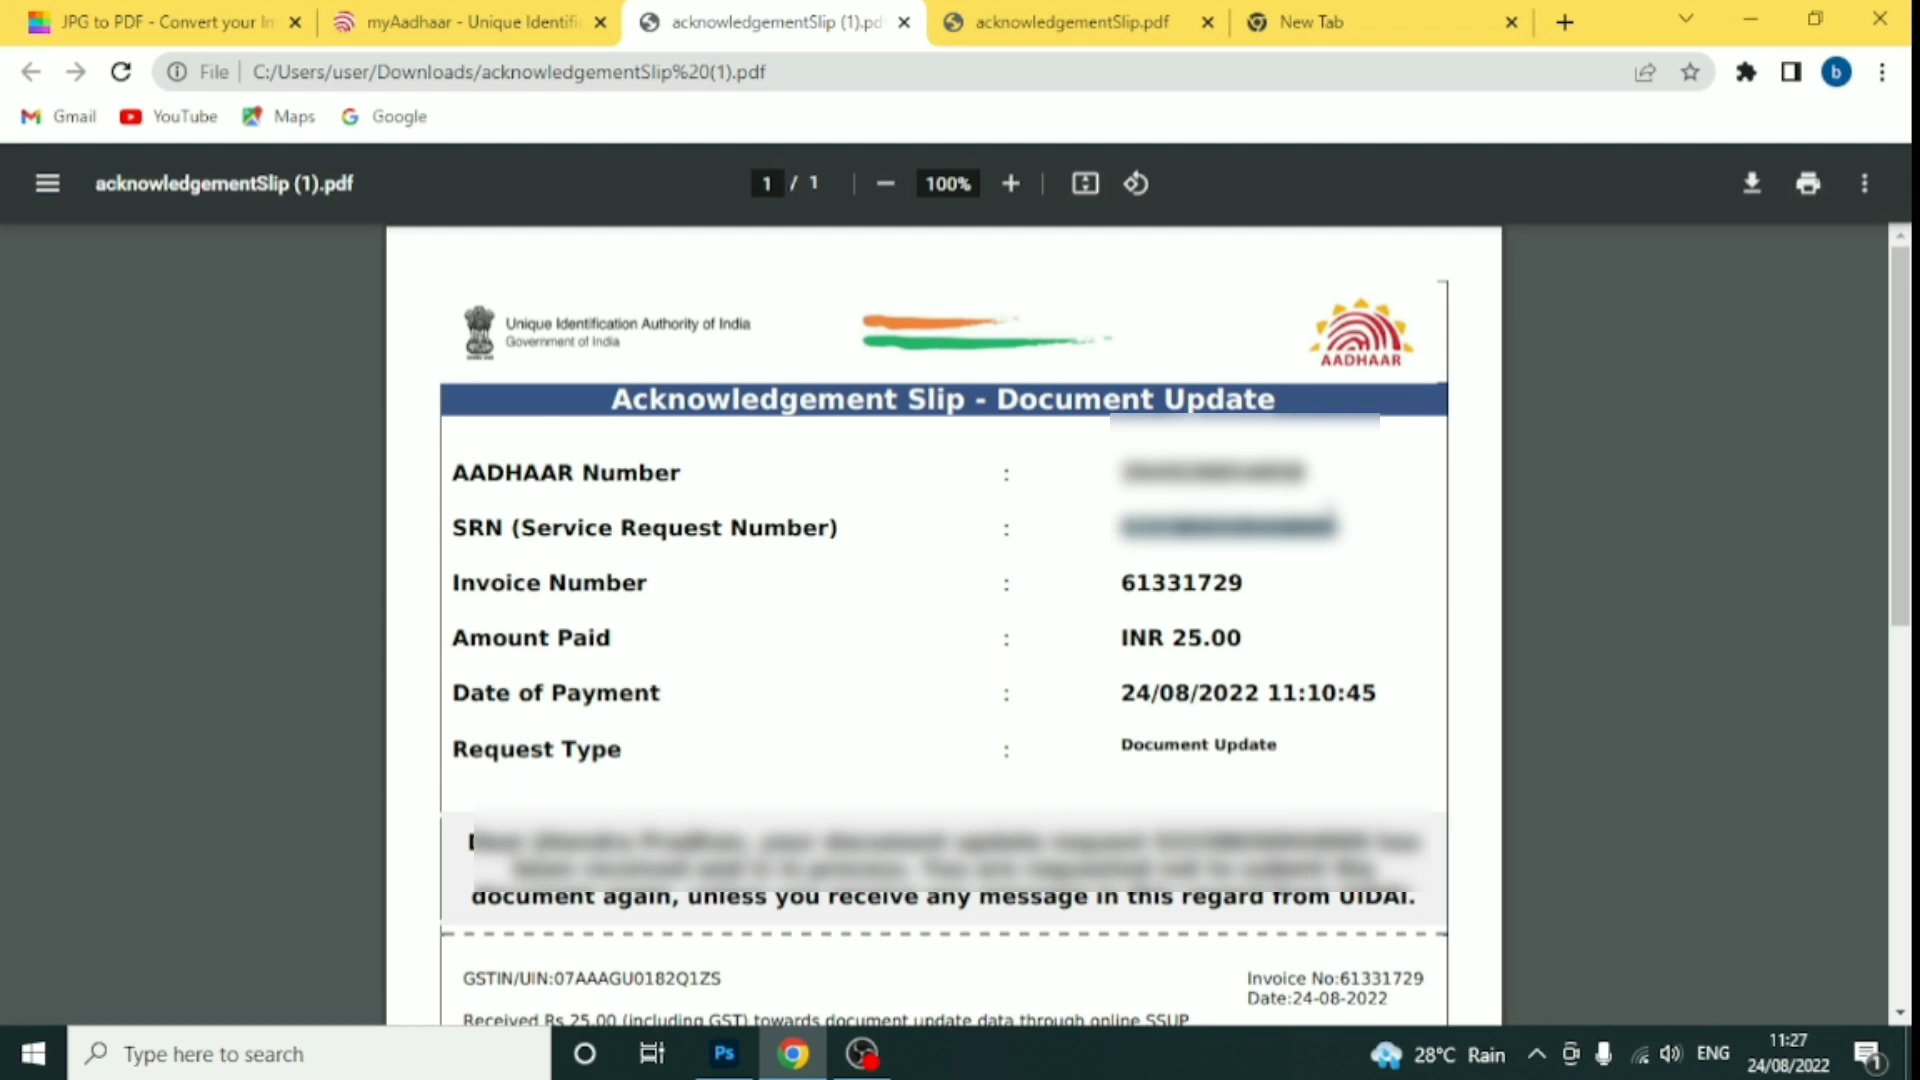 JPG to PDF - Convert your Im
myAadhaar - Unique Identific
acknowledgementSlip (1).pd
acknowledgementSlip.pdf
New Tab
File
C:/Users/user/Downloads/acknowledgementSlip%20(1).pdf
b
Gmail
YouTube
Maps
Google
acknowledgementSlip (1).pdf
1 / 1
100%
Unique Identification Authority of India
Government of India
AADHAAR
Acknowledgement Slip - Document Update
AADHAAR Number :
SRN (Service Request Number) :
Invoice Number : 61331729
Amount Paid : INR 25.00
Date of Payment : 24/08/2022 11:10:45
Request Type : Document Update
document again, unless you receive any message in this regard from UIDAI.
GSTIN/UIN:07AAAGU0182Q1ZS
Invoice No:61331729
Date:24-08-2022
Received Rs 25.00 (including GST) towards document update data through online SSUP
Type here to search
Ps
28°C Rain
ENG
11:27
24/08/2022
1